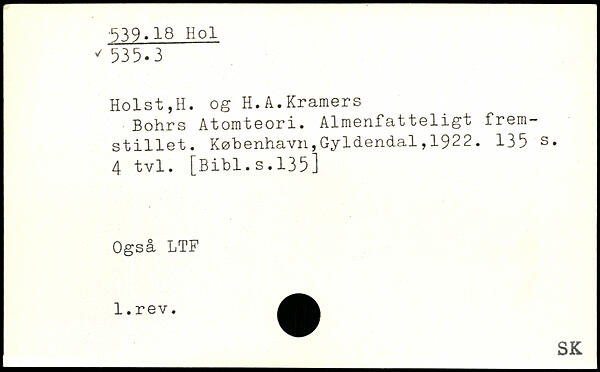 539.18 Hol
✓ 535.3
Holst,H. og H.A.Kramers
Bohrs Atomteori. Almenfatteligt frem-
stillet. København,Gyldendal,1922. 135 s.
4 tvl. [Bibl.s.135]
Også LTF
1.rev.
SK